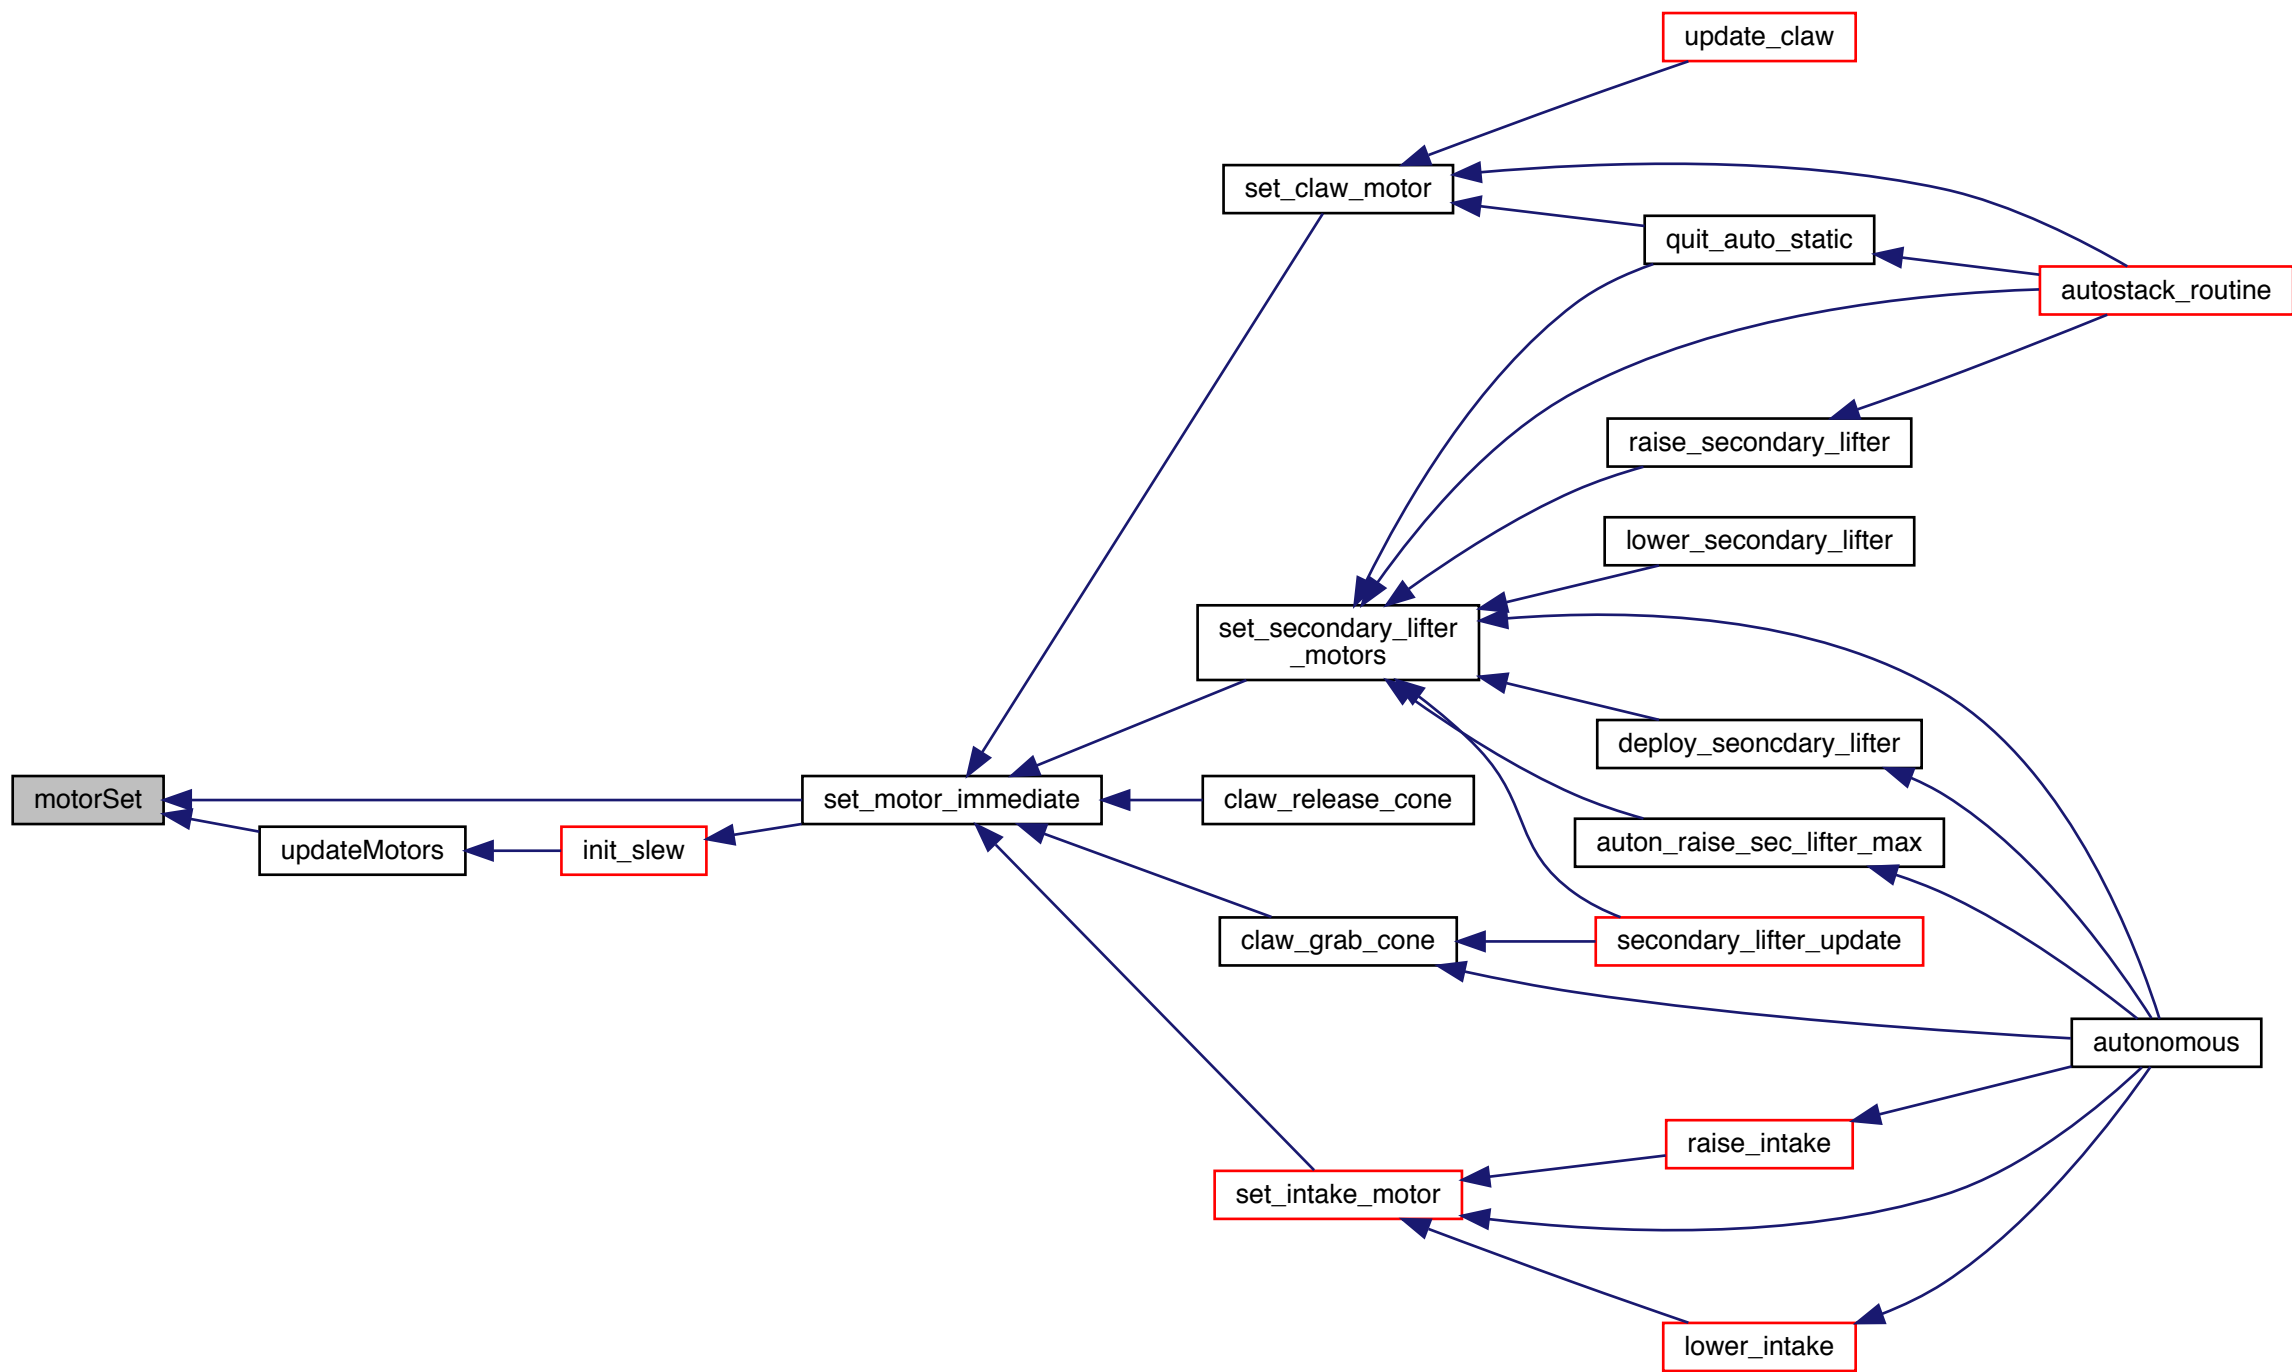 update_claw
set_claw_motor
quit_auto_static
autostack_routine
raise_secondary_lifter
lower_secondary_lifter
set_secondary_lifter
_motors
deploy_seoncdary_lifter
motorSet
set_motor_immediate
claw_release_cone
updateMotors
init_slew
auton_raise_sec_lifter_max
claw_grab_cone
secondary_lifter_update
autonomous
raise_intake
set_intake_motor
lower_intake